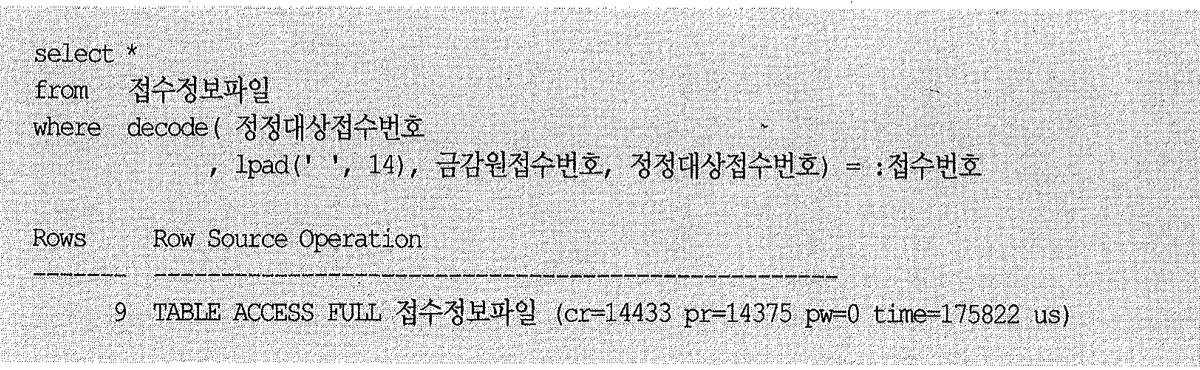 select *
from 접수정보파일
where decode( 정정대상접수번호
, lpad(' ', 14), 금감원접수번호, 정정대상접수번호) = :접수번호
Rows Row Source Operation
------- ---------------------------------------------------
9 TABLE ACCESS FULL 접수정보파일 (cr=14433 pr=14375 pw=0 time=175822 us)